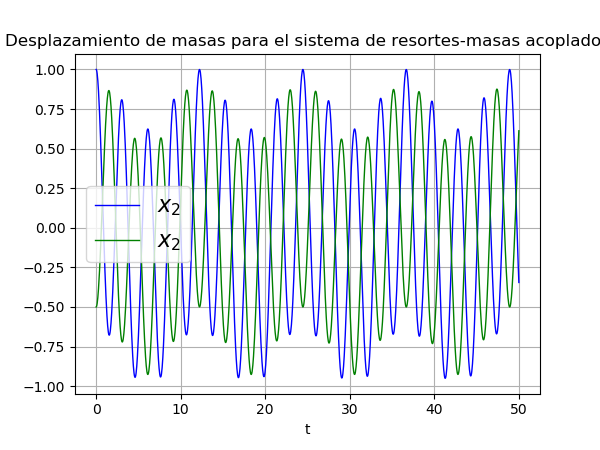 Desplazamiento de masas para el sistema de resortes-masas acoplado
1.00
0.75
0.50
0.25
0.00
−0.25
−0.50
−0.75
−1.00
x₂
x₂
0 10 20 30 40 50
t